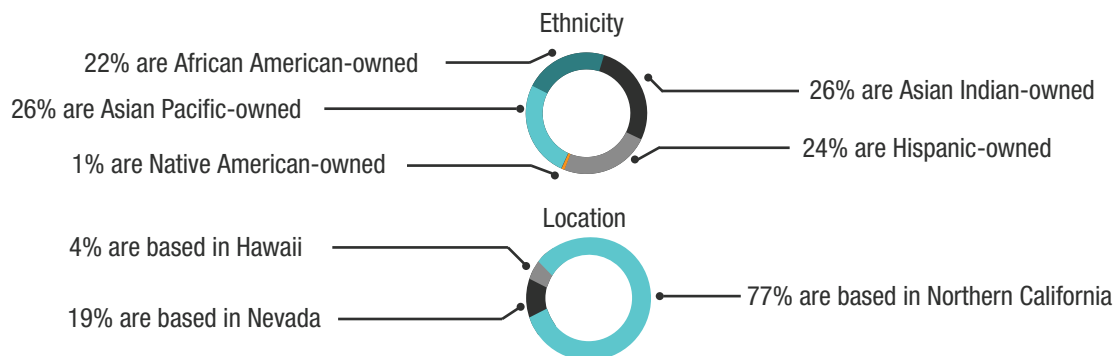 Ethnicity
22% are African American-owned
26% are Asian Pacific-owned
1% are Native American-owned
26% are Asian Indian-owned
24% are Hispanic-owned
Location
4% are based in Hawaii
19% are based in Nevada
77% are based in Northern California